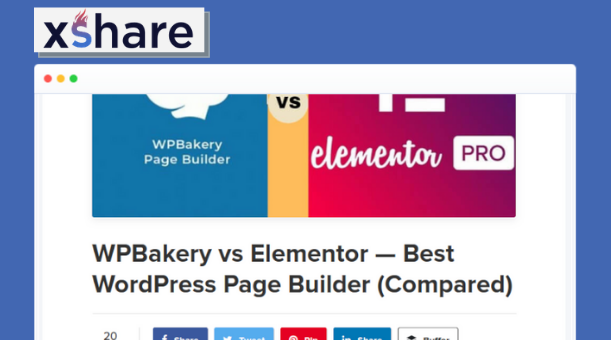 xShare
WPBakery
Page Builder
VS
elementor PRO
WPBakery vs Elementor — Best
WordPress Page Builder (Compared)
20
Share Tweet Pin Share Buffer